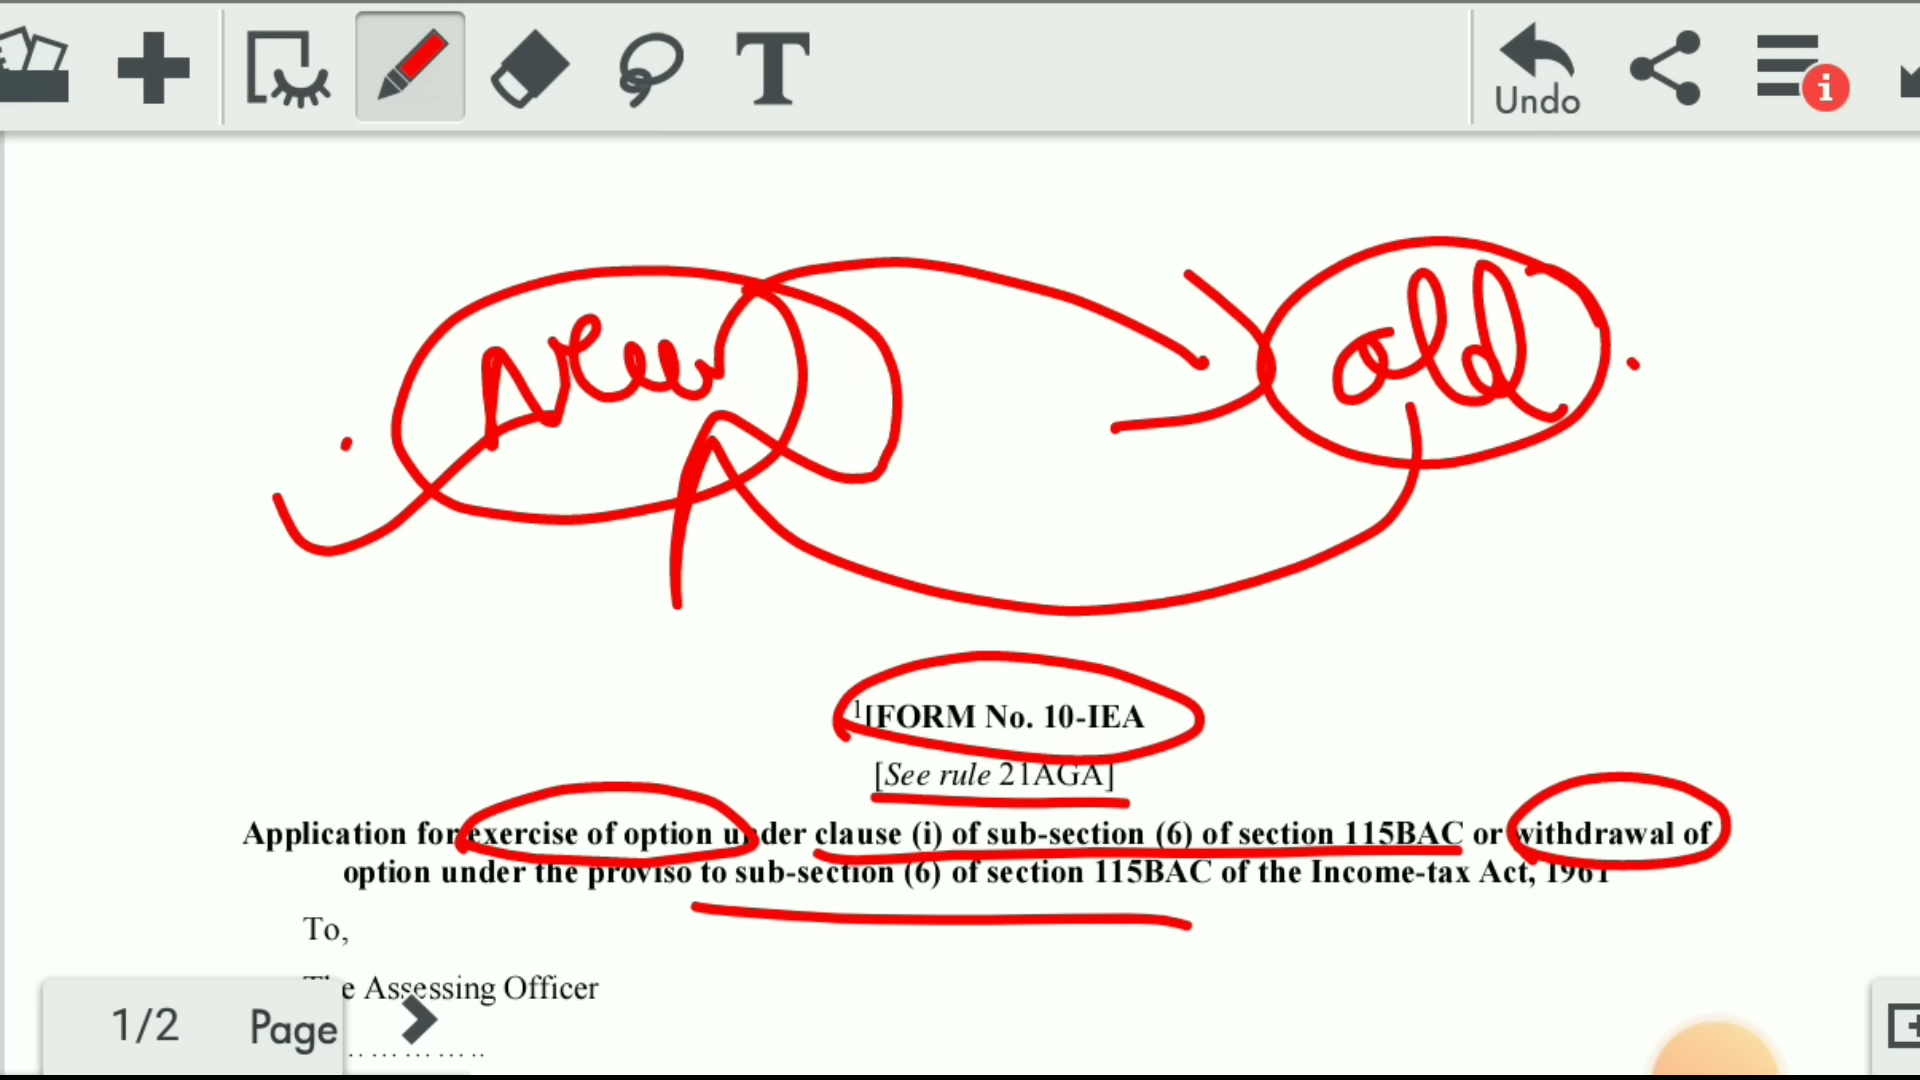 T
Undo
i
New
old
1[FORM No. 10-IEA
[See rule 21AGA]
Application for exercise of option under clause (i) of sub-section (6) of section 115BAC or withdrawal of
option under the proviso to sub-section (6) of section 115BAC of the Income-tax Act, 1961
To,
The Assessing Officer
1/2 Page